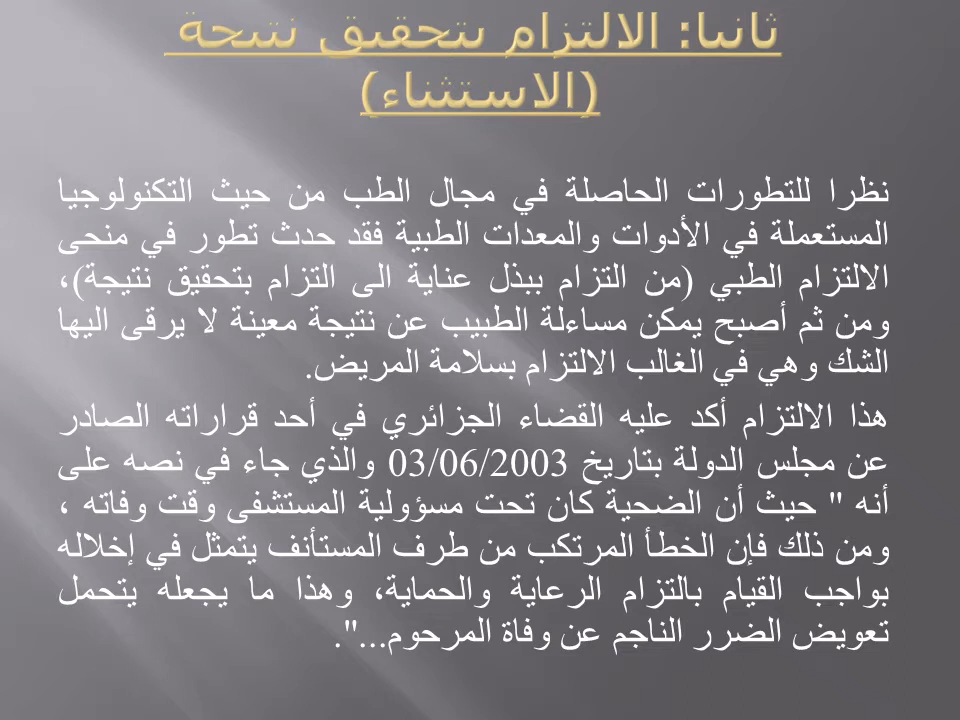 ثانيا: الالتزام بتحقيق نتيجة
(الاستثناء)
نظرا للتطورات الحاصلة في مجال الطب من حيث التكنولوجيا
المستعملة في الأدوات والمعدات الطبية فقد حدث تطور في منحى
الالتزام الطبي (من التزام ببذل عناية الى التزام بتحقيق نتيجة)،
ومن ثم أصبح يمكن مساءلة الطبيب عن نتيجة معينة لا يرقى اليها
الشك وهي في الغالب الالتزام بسلامة المريض.
هذا الالتزام أكد عليه القضاء الجزائري في أحد قراراته الصادر
عن مجلس الدولة بتاريخ 03/06/2003 والذي جاء في نصه على
أنه " حيث أن الضحية كان تحت مسؤولية المستشفى وقت وفاته ،
ومن ذلك فإن الخطأ المرتكب من طرف المستأنف يتمثل في إخلاله
بواجب القيام بالتزام الرعاية والحماية، وهذا ما يجعله يتحمل
تعويض الضرر الناجم عن وفاة المرحوم...".